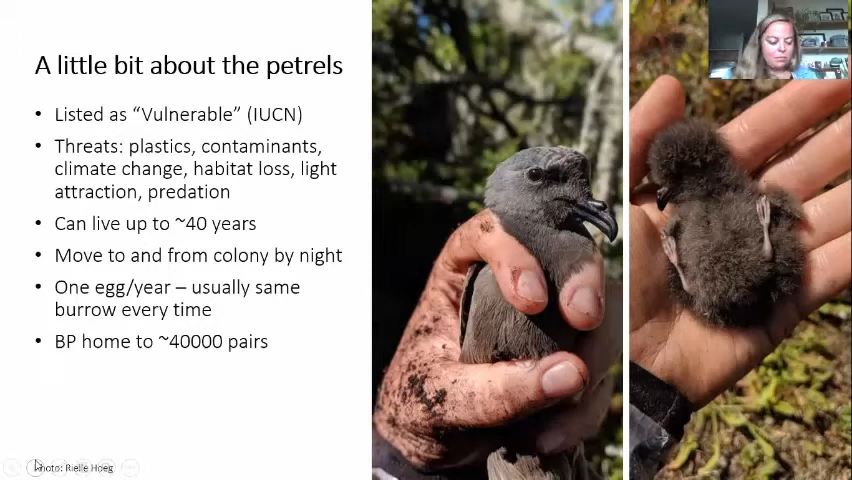 A little bit about the petrels
• Listed as “Vulnerable” (IUCN)
• Threats: plastics, contaminants,
climate change, habitat loss, light
attraction, predation
• Can live up to ~40 years
• Move to and from colony by night
• One egg/year – usually same
burrow every time
• BP home to ~40000 pairs
Photo: Rielle Hoeg